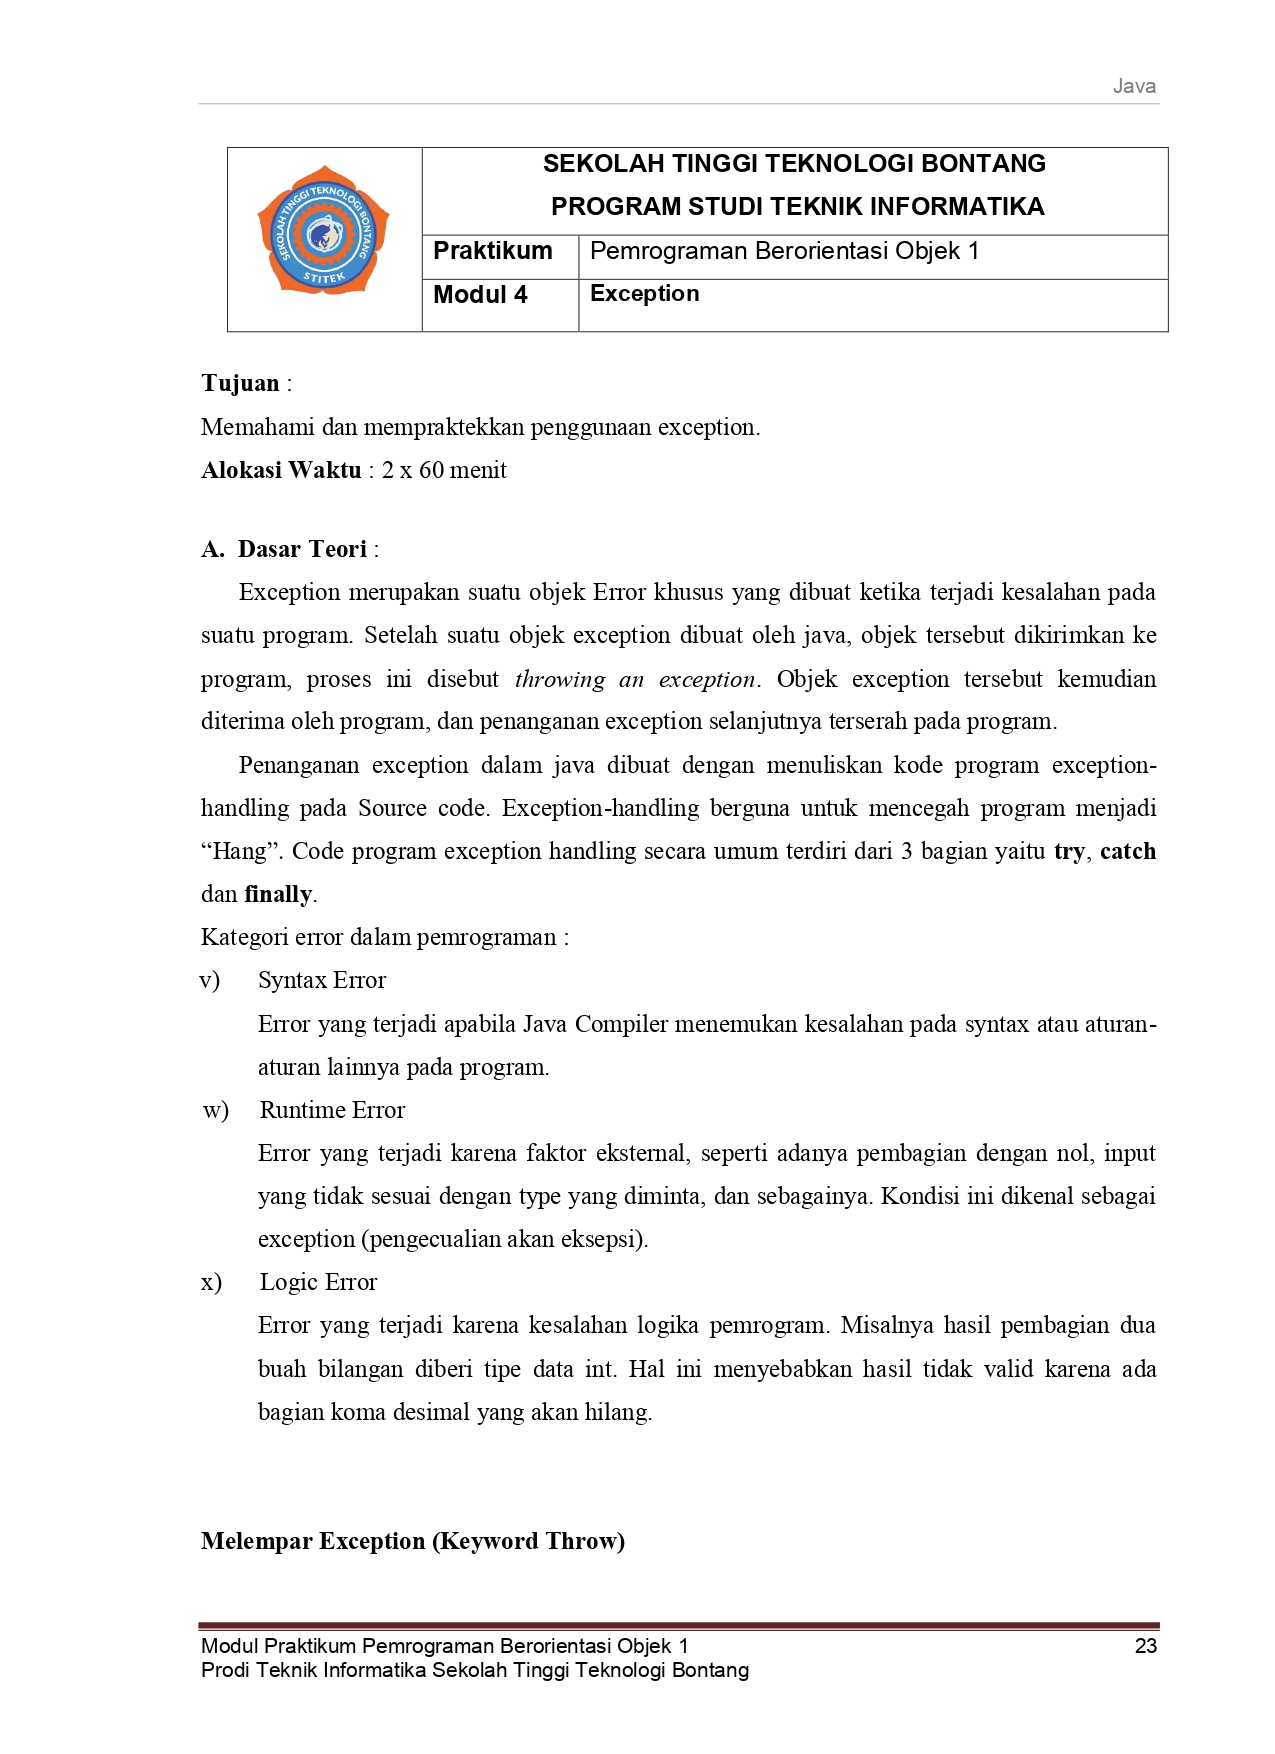 Java
SEKOLAH TINGGI TEKNOLOGI BONTANG
STITEK
SEKOLAH TINGGI TEKNOLOGI BONTANG
PROGRAM STUDI TEKNIK INFORMATIKA
Praktikum Pemrograman Berorientasi Objek 1
Modul 4 Exception
Tujuan :
Memahami dan mempraktekkan penggunaan exception.
Alokasi Waktu : 2 x 60 menit
A. Dasar Teori :
Exception merupakan suatu objek Error khusus yang dibuat ketika terjadi kesalahan pada
suatu program. Setelah suatu objek exception dibuat oleh java, objek tersebut dikirimkan ke
program, proses ini disebut throwing an exception. Objek exception tersebut kemudian
diterima oleh program, dan penanganan exception selanjutnya terserah pada program.
Penanganan exception dalam java dibuat dengan menuliskan kode program exception-
handling pada Source code. Exception-handling berguna untuk mencegah program menjadi
“Hang”. Code program exception handling secara umum terdiri dari 3 bagian yaitu try, catch
dan finally.
Kategori error dalam pemrograman :
v) Syntax Error
Error yang terjadi apabila Java Compiler menemukan kesalahan pada syntax atau aturan-
aturan lainnya pada program.
w) Runtime Error
Error yang terjadi karena faktor eksternal, seperti adanya pembagian dengan nol, input
yang tidak sesuai dengan type yang diminta, dan sebagainya. Kondisi ini dikenal sebagai
exception (pengecualian akan eksepsi).
x) Logic Error
Error yang terjadi karena kesalahan logika pemrogram. Misalnya hasil pembagian dua
buah bilangan diberi tipe data int. Hal ini menyebabkan hasil tidak valid karena ada
bagian koma desimal yang akan hilang.
Melempar Exception (Keyword Throw)
Modul Praktikum Pemrograman Berorientasi Objek 1 23
Prodi Teknik Informatika Sekolah Tinggi Teknologi Bontang